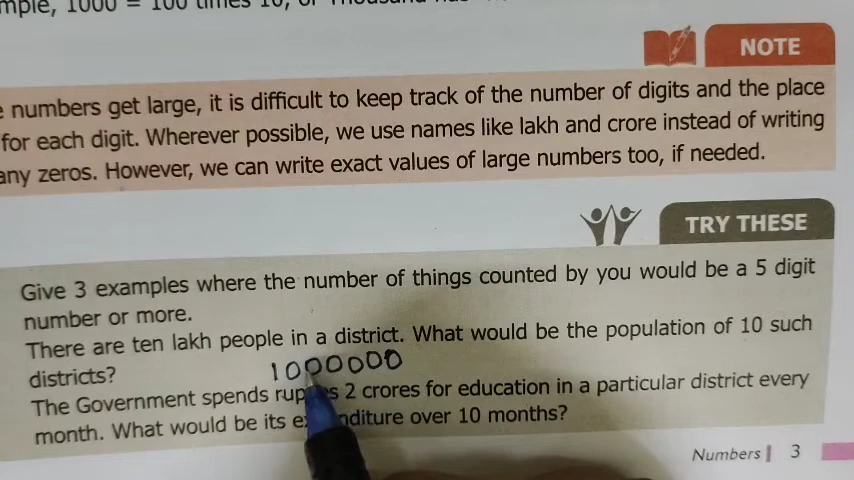 mple, 1000 = 100 times 10, or Thousand
NOTE
e numbers get large, it is difficult to keep track of the number of digits and the place
for each digit. Wherever possible, we use names like lakh and crore instead of writing
any zeros. However, we can write exact values of large numbers too, if needed.
TRY THESE
Give 3 examples where the number of things counted by you would be a 5 digit
number or more.
There are ten lakh people in a district. What would be the population of 10 such
districts?
1000000
The Government spends rupees 2 crores for education in a particular district every
month. What would be its expenditure over 10 months?
Numbers | 3